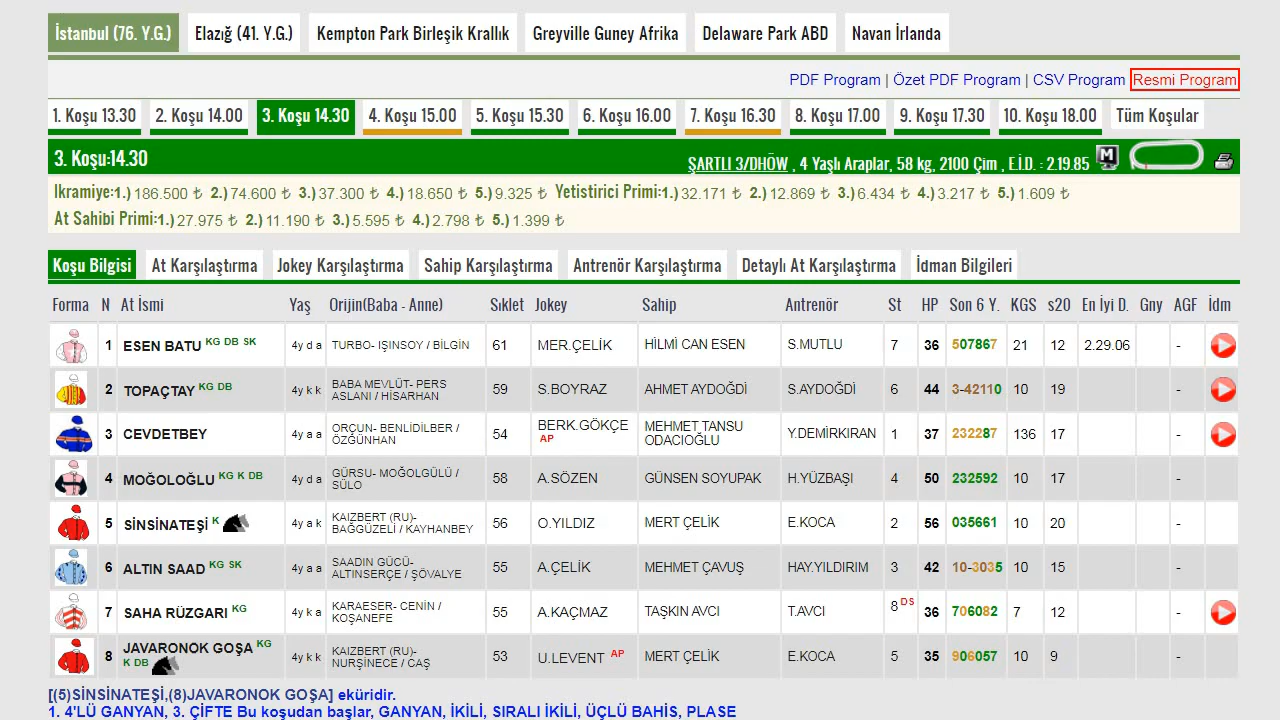 İstanbul (76. Y.G.) Elazığ (41. Y.G.) Kempton Park Birleşik Krallık Greyville Guney Afrika Delaware Park ABD Navan İrlanda
PDF Program | Özet PDF Program | CSV Program Resmi Program
1. Koşu 13.30 2. Koşu 14.00 3. Koşu 14.30 4. Koşu 15.00 5. Koşu 15.30 6. Koşu 16.00 7. Koşu 16.30 8. Koşu 17.00 9. Koşu 17.30 10. Koşu 18.00 Tüm Koşular
3. Koşu:14.30 ŞARTLI 3/DHÖW , 4 Yaşlı Araplar, 58 kg, 2100 Çim , E.İ.D. : 2.19.85 M
Ikramiye:1.) 186.500 ₺ 2.) 74.600 ₺ 3.) 37.300 ₺ 4.) 18.650 ₺ 5.) 9.325 ₺ Yetistirici Primi:1.) 32.171 ₺ 2.) 12.869 ₺ 3.) 6.434 ₺ 4.) 3.217 ₺ 5.) 1.609 ₺
At Sahibi Primi:1.) 27.975 ₺ 2.) 11.190 ₺ 3.) 5.595 ₺ 4.) 2.798 ₺ 5.) 1.399 ₺
Koşu Bilgisi At Karşılaştırma Jokey Karşılaştırma Sahip Karşılaştırma Antrenör Karşılaştırma Detaylı At Karşılaştırma İdman Bilgileri
Forma N At İsmi Yaş Orijin(Baba - Anne) Sıklet Jokey Sahip Antrenör St HP Son 6 Y. KGS s20 En İyi D. Gny AGF İdm
1 ESEN BATU KG DB SK 4y d a TURBO- IŞINSOY / BİLGİN 61 MER.ÇELİK HİLMİ CAN ESEN S.MUTLU 7 36 507867 21 12 2.29.06 -
2 TOPAÇTAY KG DB 4y k k BABA MEVLÜT- PERS ASLANI / HİSARHAN 59 S.BOYRAZ AHMET AYDOĞDİ S.AYDOĞDİ 6 44 3-42110 10 19 -
3 CEVDETBEY 4y a a ORÇUN- BENLİDİLBER / ÖZGÜNHAN 54 BERK.GÖKÇE AP MEHMET TANSU ODACIOĞLU Y.DEMİRKIRAN 1 37 232287 136 17 -
4 MOĞOLOĞLU KG K DB 4y d a GÜRSU- MOĞOLGÜLÜ / SÜLO 58 A.SÖZEN GÜNSEN SOYUPAK H.YÜZBAŞI 4 50 232592 10 17 -
5 SİNSİNATEŞİ K 4y a k KAIZBERT (RU)- BAĞGÜZELİ / KAYHANBEY 56 O.YILDIZ MERT ÇELİK E.KOCA 2 56 035661 10 20 -
6 ALTIN SAAD KG SK 4y a a SAADIN GÜCÜ- ALTINSERÇE / ŞÖVALYE 55 A.ÇELİK MEHMET ÇAVUŞ HAY.YILDIRIM 3 42 10-3035 10 15 -
7 SAHA RÜZGARI KG 4y k a KARAESER- CENİN / KOŞANEFE 55 A.KAÇMAZ TAŞKIN AVCI T.AVCI 8 DS 36 706082 7 12 -
8 JAVARONOK GOŞA KG K DB 4y k k KAIZBERT (RU)- NURŞİNECE / CAŞ 53 U.LEVENT AP MERT ÇELİK E.KOCA 5 35 906057 10 9 -
[(5)SİNSİNATEŞİ,(8)JAVARONOK GOŞA] eküridir.
1. 4'LÜ GANYAN, 3. ÇİFTE Bu koşudan başlar, GANYAN, İKİLİ, SIRALI İKİLİ, ÜÇLÜ BAHİS, PLASE